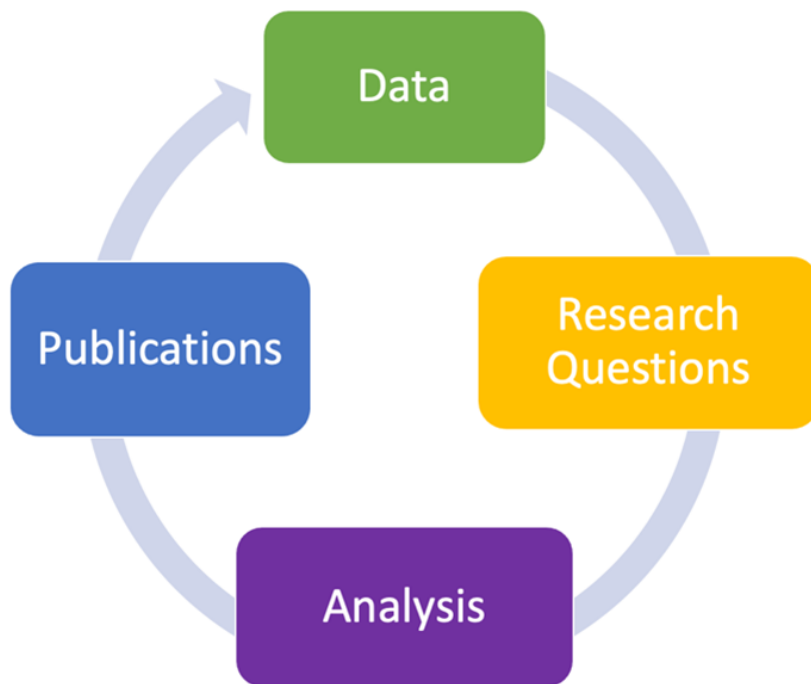 Data
Research
Questions
Analysis
Publications